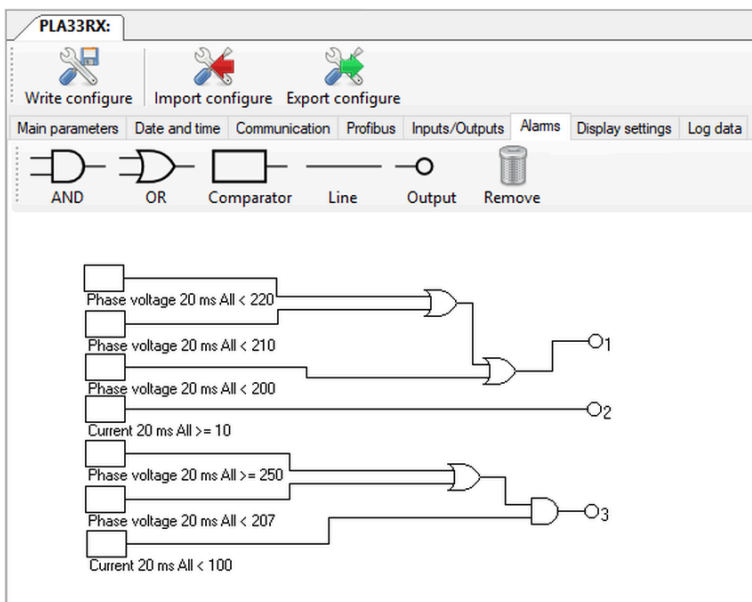 PLA33RX:
Write configure Import configure Export configure
Main parameters Date and time Communication Profibus Inputs/Outputs Alarms Display settings Log data
AND OR Comparator Line Output Remove
Phase voltage 20 ms All < 220
Phase voltage 20 ms All < 210
1
Phase voltage 20 ms All < 200
2
Current 20 ms All >= 10
Phase voltage 20 ms All >= 250
Phase voltage 20 ms All < 207
3
Current 20 ms All < 100